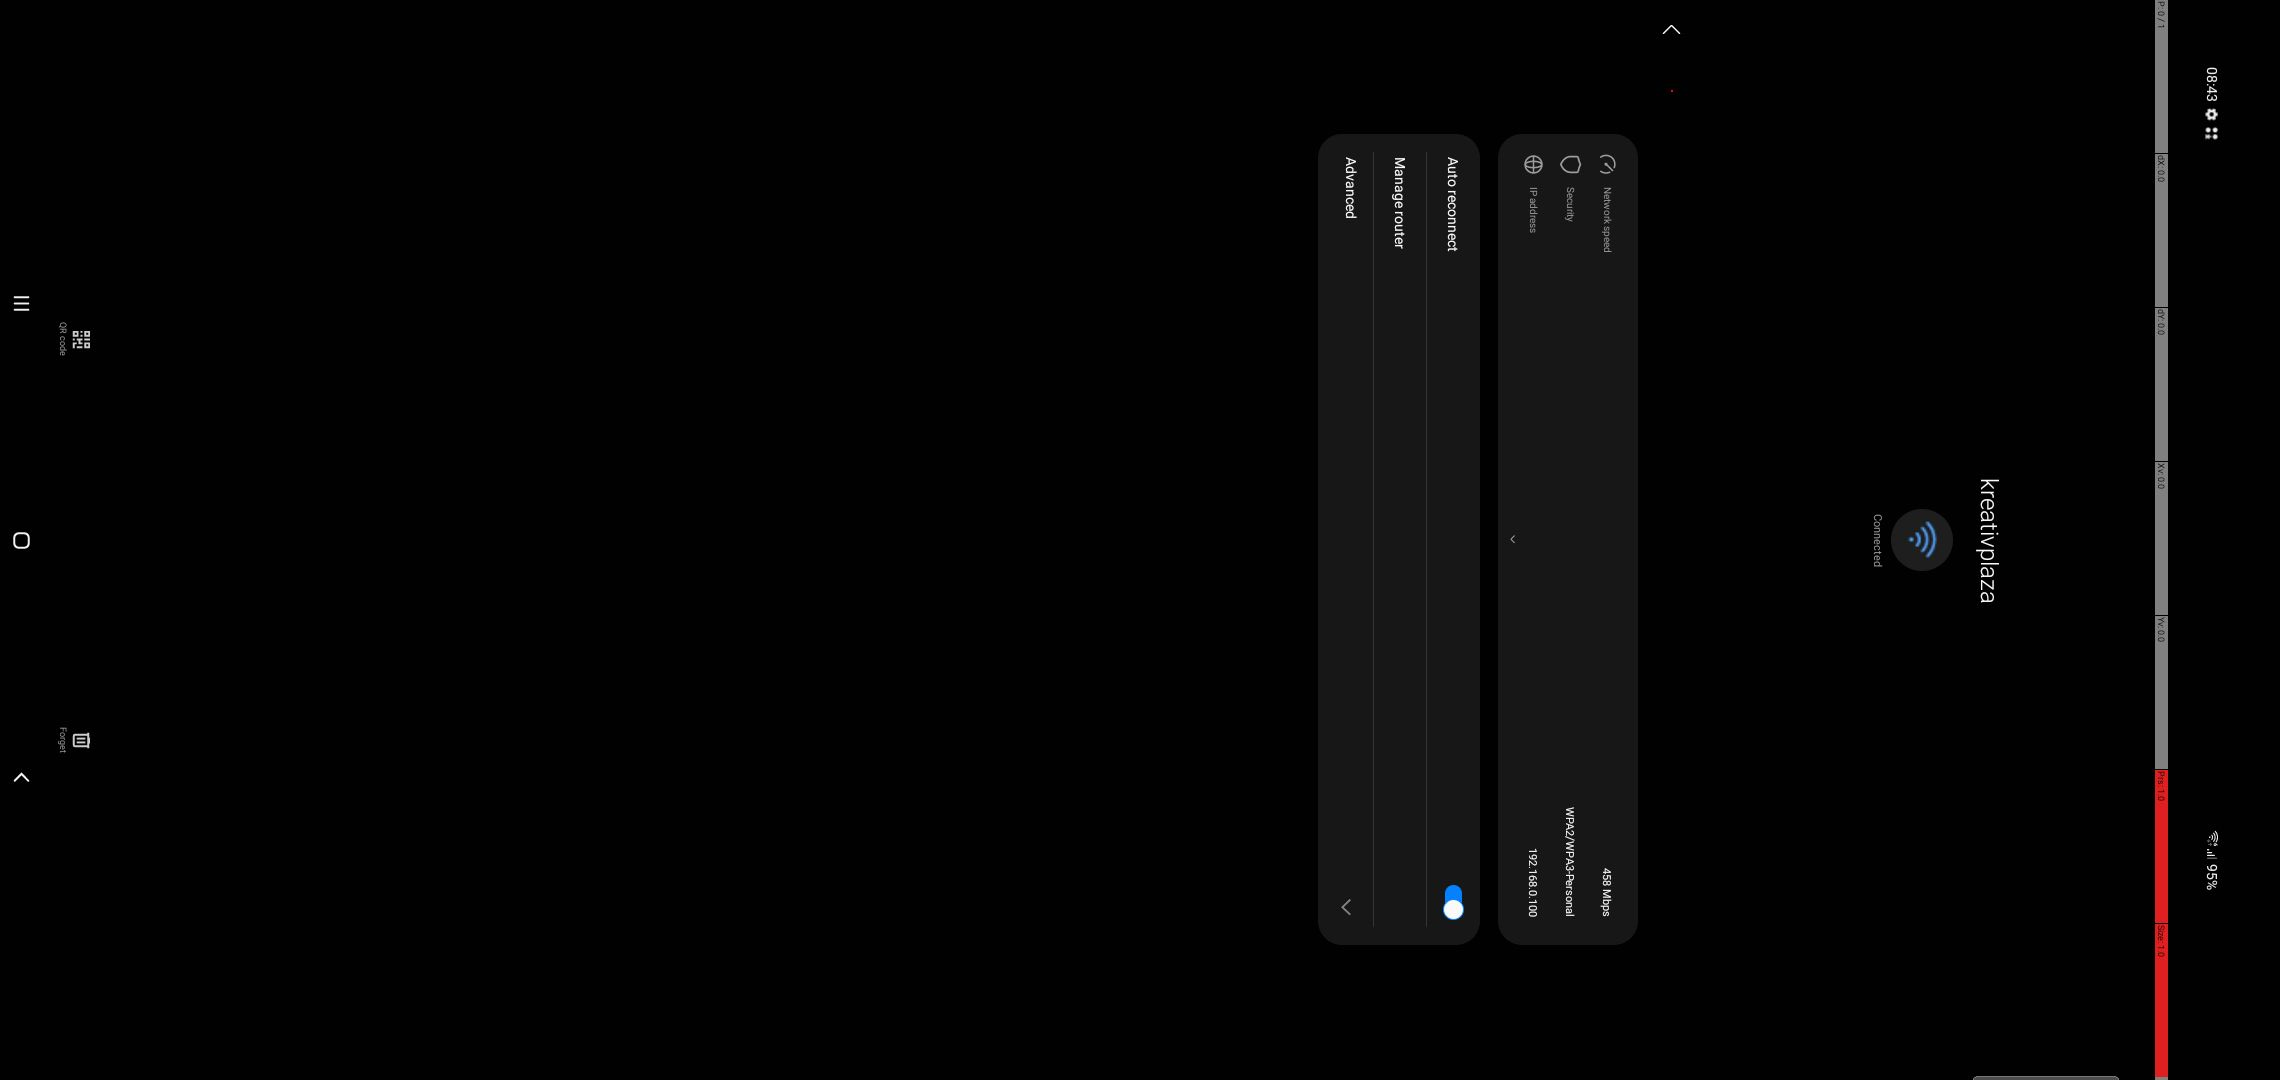 P: 0 / 1
dX: 0.0
dY: 0.0
Xv: 0.0
Yv: 0.0
Prs: 1.0
Size: 1.0
08:43
95%
kreativplaza
Connected
Network speed
458 Mbps
Security
WPA2/WPA3-Personal
IP address
192.168.0.100
Auto reconnect
Manage router
Advanced
QR code
Forget